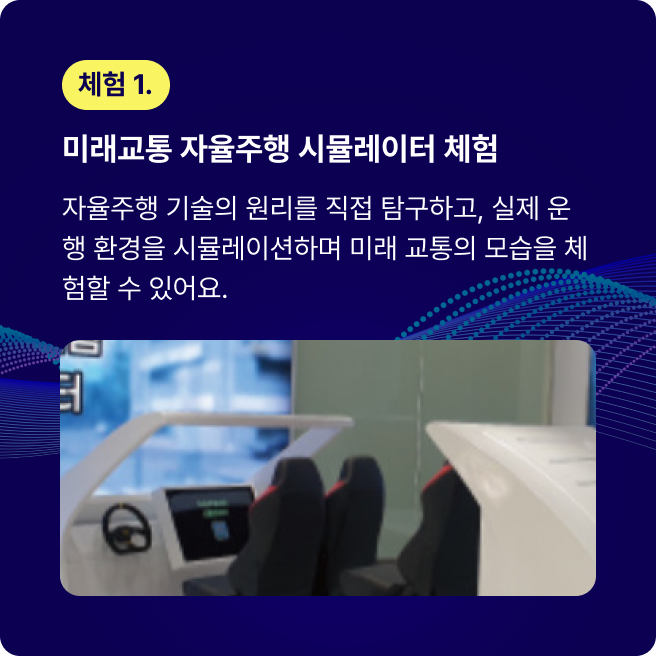 체험 1.
미래교통 자율주행 시뮬레이터 체험
자율주행 기술의 원리를 직접 탐구하고, 실제 운
행 환경을 시뮬레이션하며 미래 교통의 모습을 체
험할 수 있어요.
터